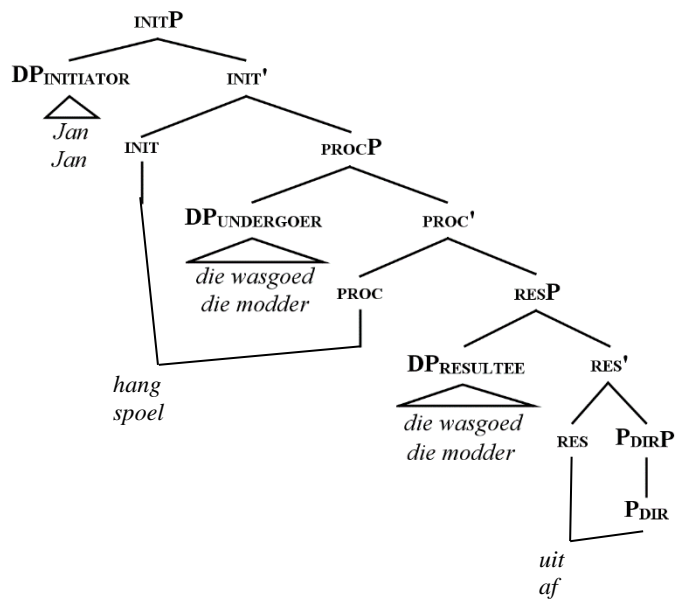 INITP
DPINITIATOR INIT'
Jan
Jan
INIT PROCP
DPUNDERGOER PROC'
die wasgoed
die modder
PROC RESP
DPRESULTEE RES'
hang
spoel
die wasgoed
die modder
RES PDIRP
PDIR
uit
af